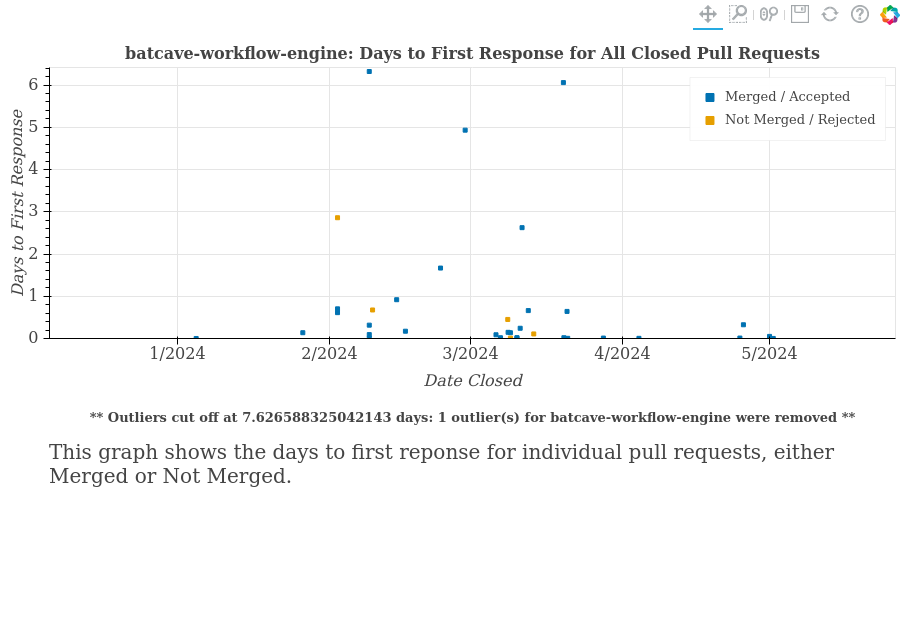 batcave-workflow-engine: Days to First Response for All Closed Pull Requests
Merged / Accepted
Not Merged / Rejected
Days to First Response
6
5
4
3
2
1
0
1/2024 2/2024 3/2024 4/2024 5/2024
Date Closed
** Outliers cut off at 7.626588325042143 days: 1 outlier(s) for batcave-workflow-engine were removed **
This graph shows the days to first reponse for individual pull requests, either
Merged or Not Merged.